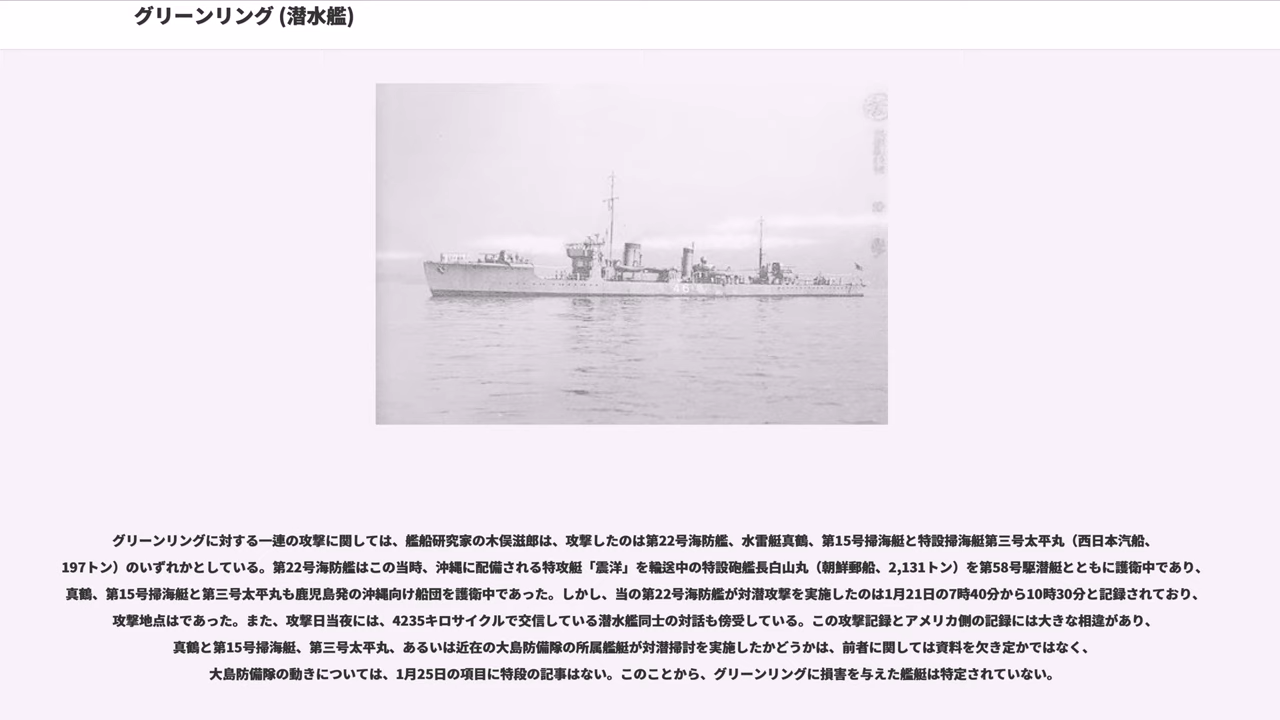 グリーンリング (潜水艦)
46
グリーンリングに対する一連の攻撃に関しては、艦船研究家の木俣滋郎は、攻撃したのは第22号海防艦、水雷艇真鶴、第15号掃海艇と特設掃海艇第三号太平丸（西日本汽船、
197トン）のいずれかとしている。第22号海防艦はこの当時、沖縄に配備される特攻艇「震洋」を輸送中の特設砲艦長白山丸（朝鮮郵船、2,131トン）を第58号駆潜艇とともに護衛中であり、
真鶴、第15号掃海艇と第三号太平丸も鹿児島発の沖縄向け船団を護衛中であった。しかし、当の第22号海防艦が対潜攻撃を実施したのは1月21日の7時40分から10時30分と記録されており、
攻撃地点はであった。また、攻撃日当夜には、4235キロサイクルで交信している潜水艦同士の対話も傍受している。この攻撃記録とアメリカ側の記録には大きな相違があり、
真鶴と第15号掃海艇、第三号太平丸、あるいは近在の大島防備隊の所属艦艇が対潜掃討を実施したかどうかは、前者に関しては資料を欠き定かではなく、
大島防備隊の動きについては、1月25日の項目に特段の記事はない。このことから、グリーンリングに損害を与えた艦艇は特定されていない。